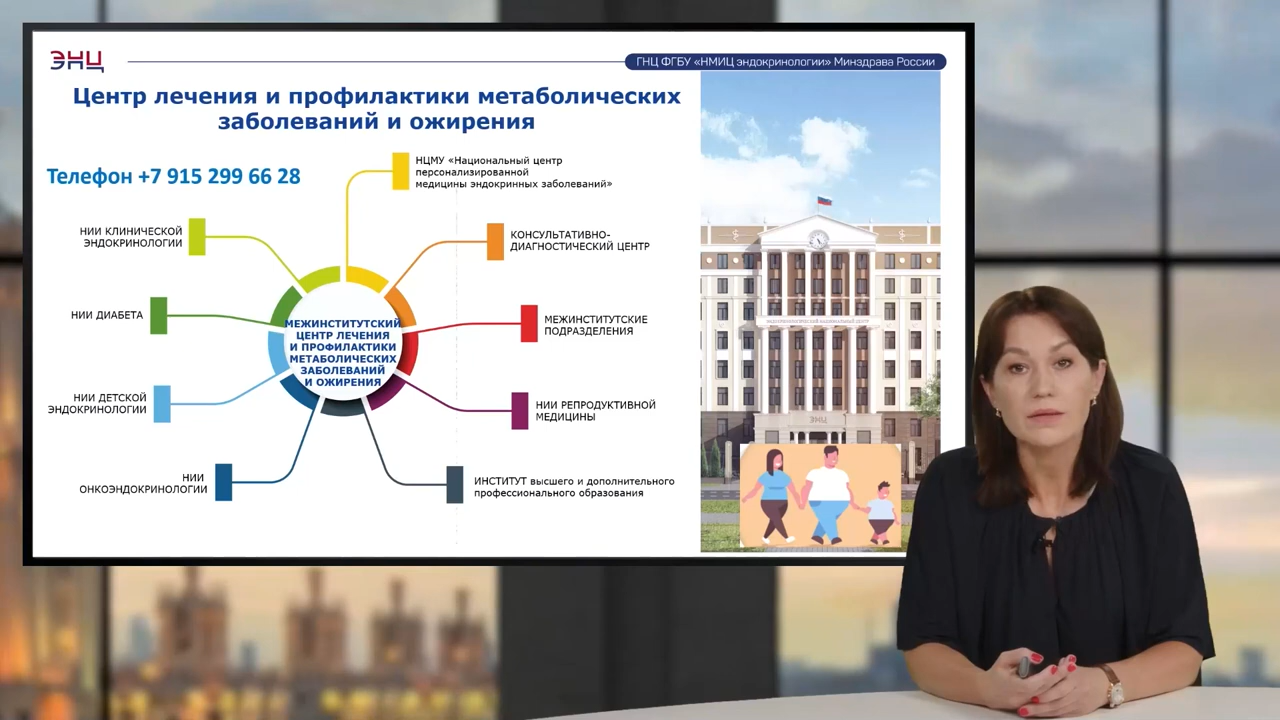 ЭНЦ
ГНЦ ФГБУ «НМИЦ эндокринологии» Минздрава России
Центр лечения и профилактики метаболических
заболеваний и ожирения
Телефон +7 915 299 66 28
НЦМУ «Национальный центр
персонализированной
медицины эндокринных заболеваний»
НИИ КЛИНИЧЕСКОЙ
ЭНДОКРИНОЛОГИИ
КОНСУЛЬТАТИВНО-
ДИАГНОСТИЧЕСКИЙ ЦЕНТР
НИИ ДИАБЕТА
МЕЖИНСТИТУТСКИЕ
ПОДРАЗДЕЛЕНИЯ
МЕЖИНСТИТУТСКИЙ
ЦЕНТР ЛЕЧЕНИЯ
И ПРОФИЛАКТИКИ
МЕТАБОЛИЧЕСКИХ
ЗАБОЛЕВАНИЙ
И ОЖИРЕНИЯ
НИИ ДЕТСКОЙ
ЭНДОКРИНОЛОГИИ
НИИ РЕПРОДУКТИВНОЙ
МЕДИЦИНЫ
НИИ
ОНКОЭНДОКРИНОЛОГИИ
ИНСТИТУТ высшего и дополнительного
профессионального образования
ЭНЦ